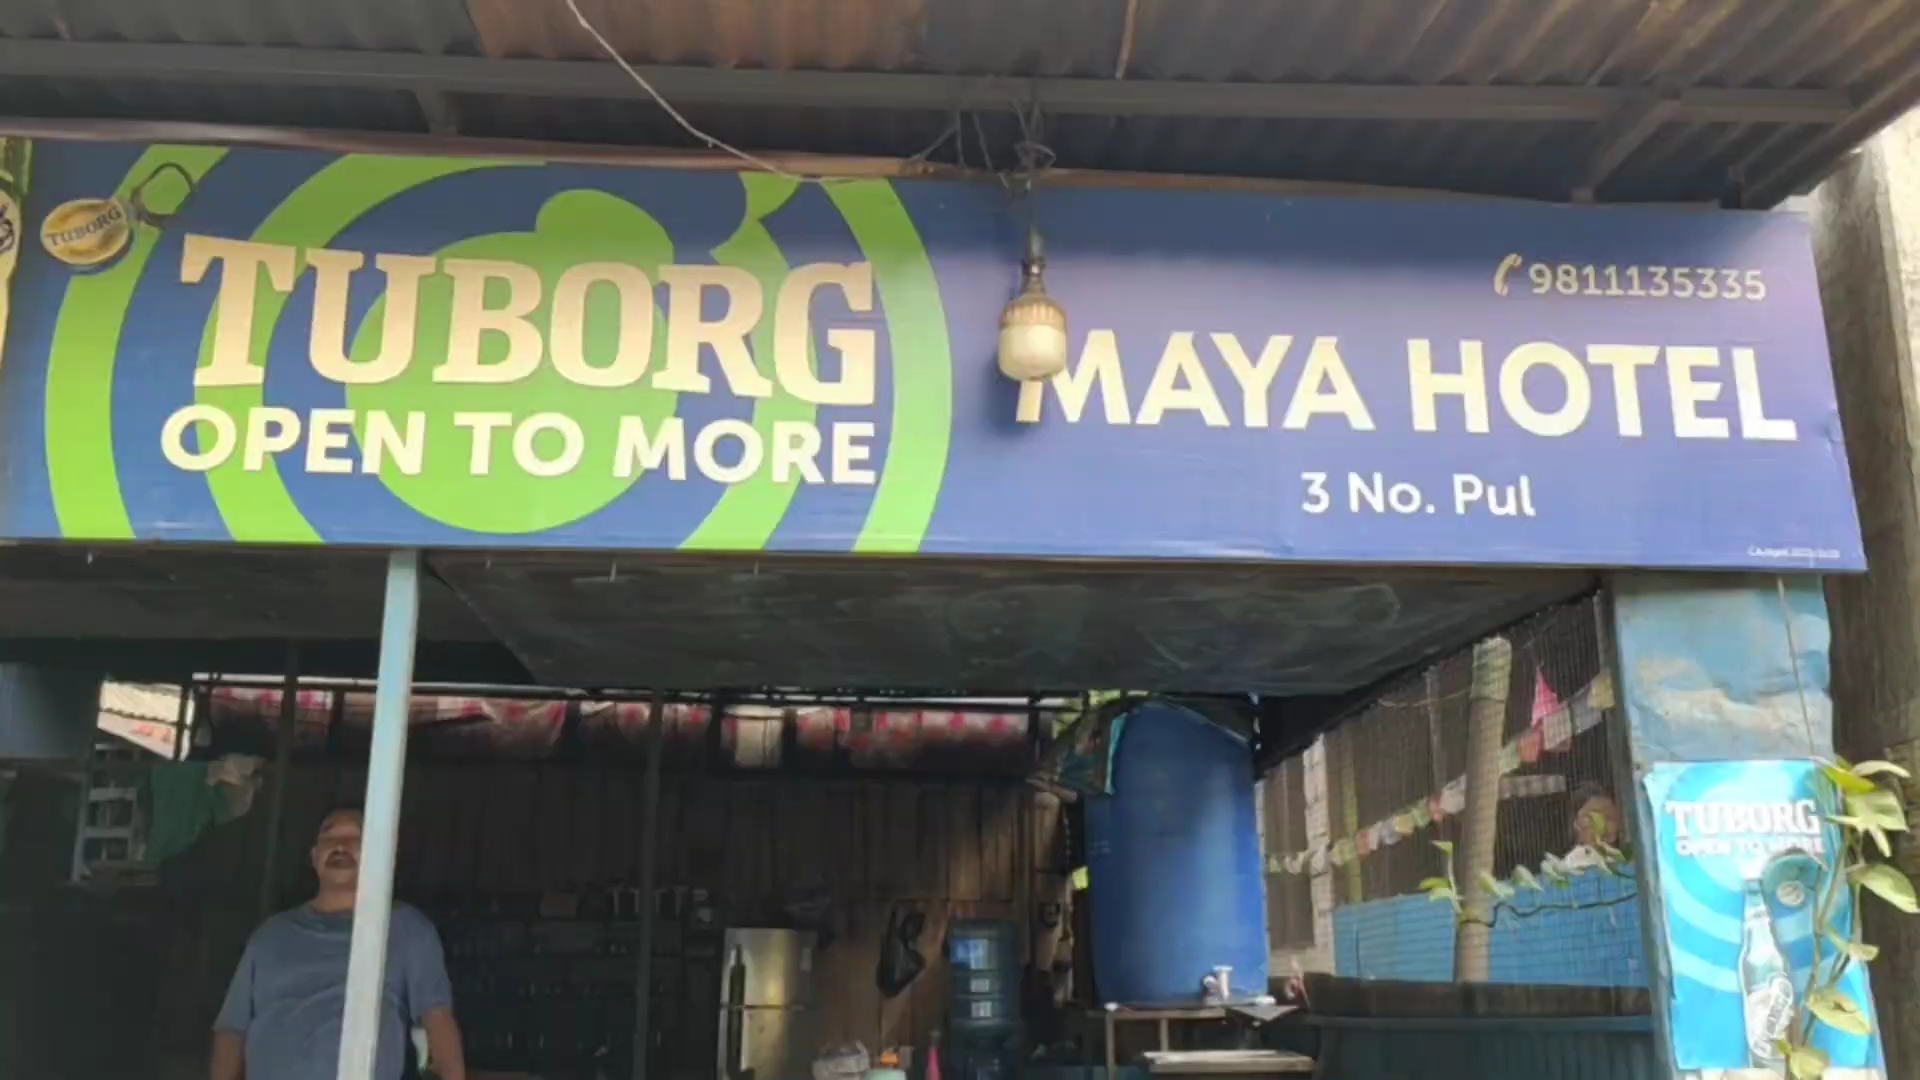 TUBORG
TUBORG
OPEN TO MORE
9811135335
MAYA HOTEL
3 No. Pul
TUBORG
OPEN TO MORE